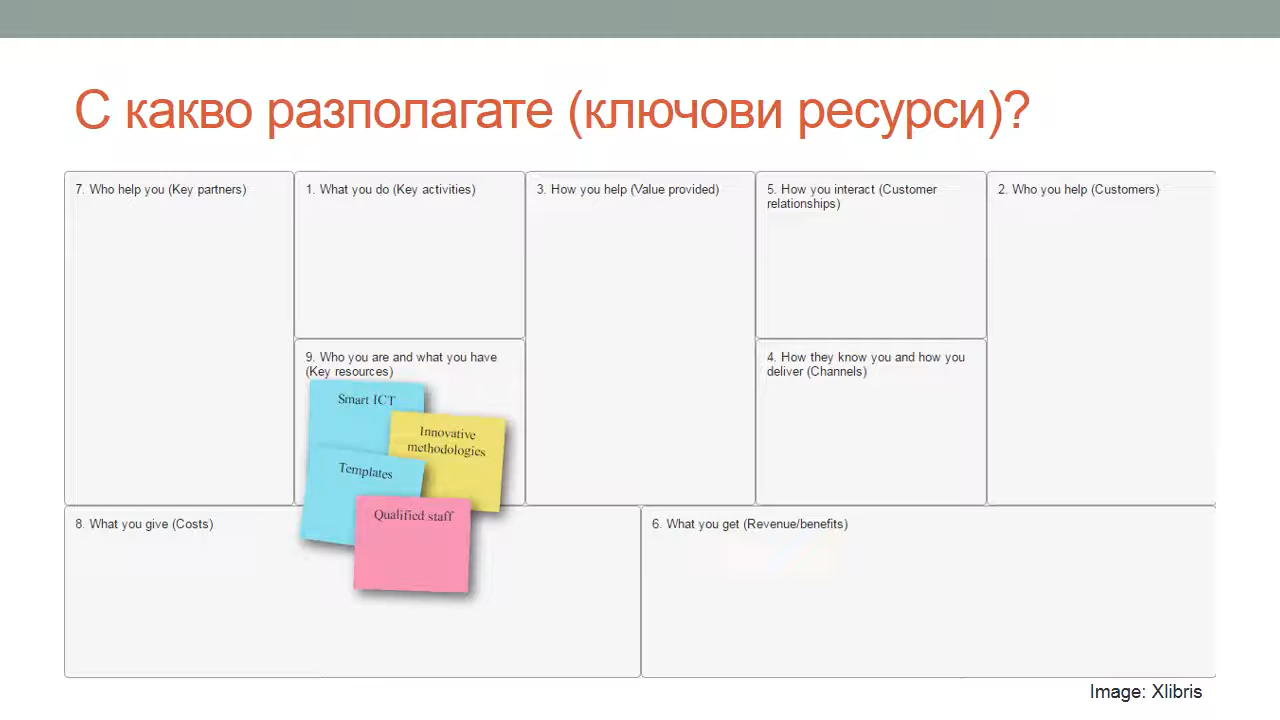 С какво разполагате (ключови ресурси)?
7. Who help you (Key partners)
1. What you do (Key activities)
3. How you help (Value provided)
5. How you interact (Customer
relationships)
2. Who you help (Customers)
9. Who you are and what you have
(Key resources)
Smart ICT
Innovative
methodologies
Templates
Qualified staff
4. How they know you and how you
deliver (Channels)
8. What you give (Costs)
6. What you get (Revenue/benefits)
Image: Xlibris